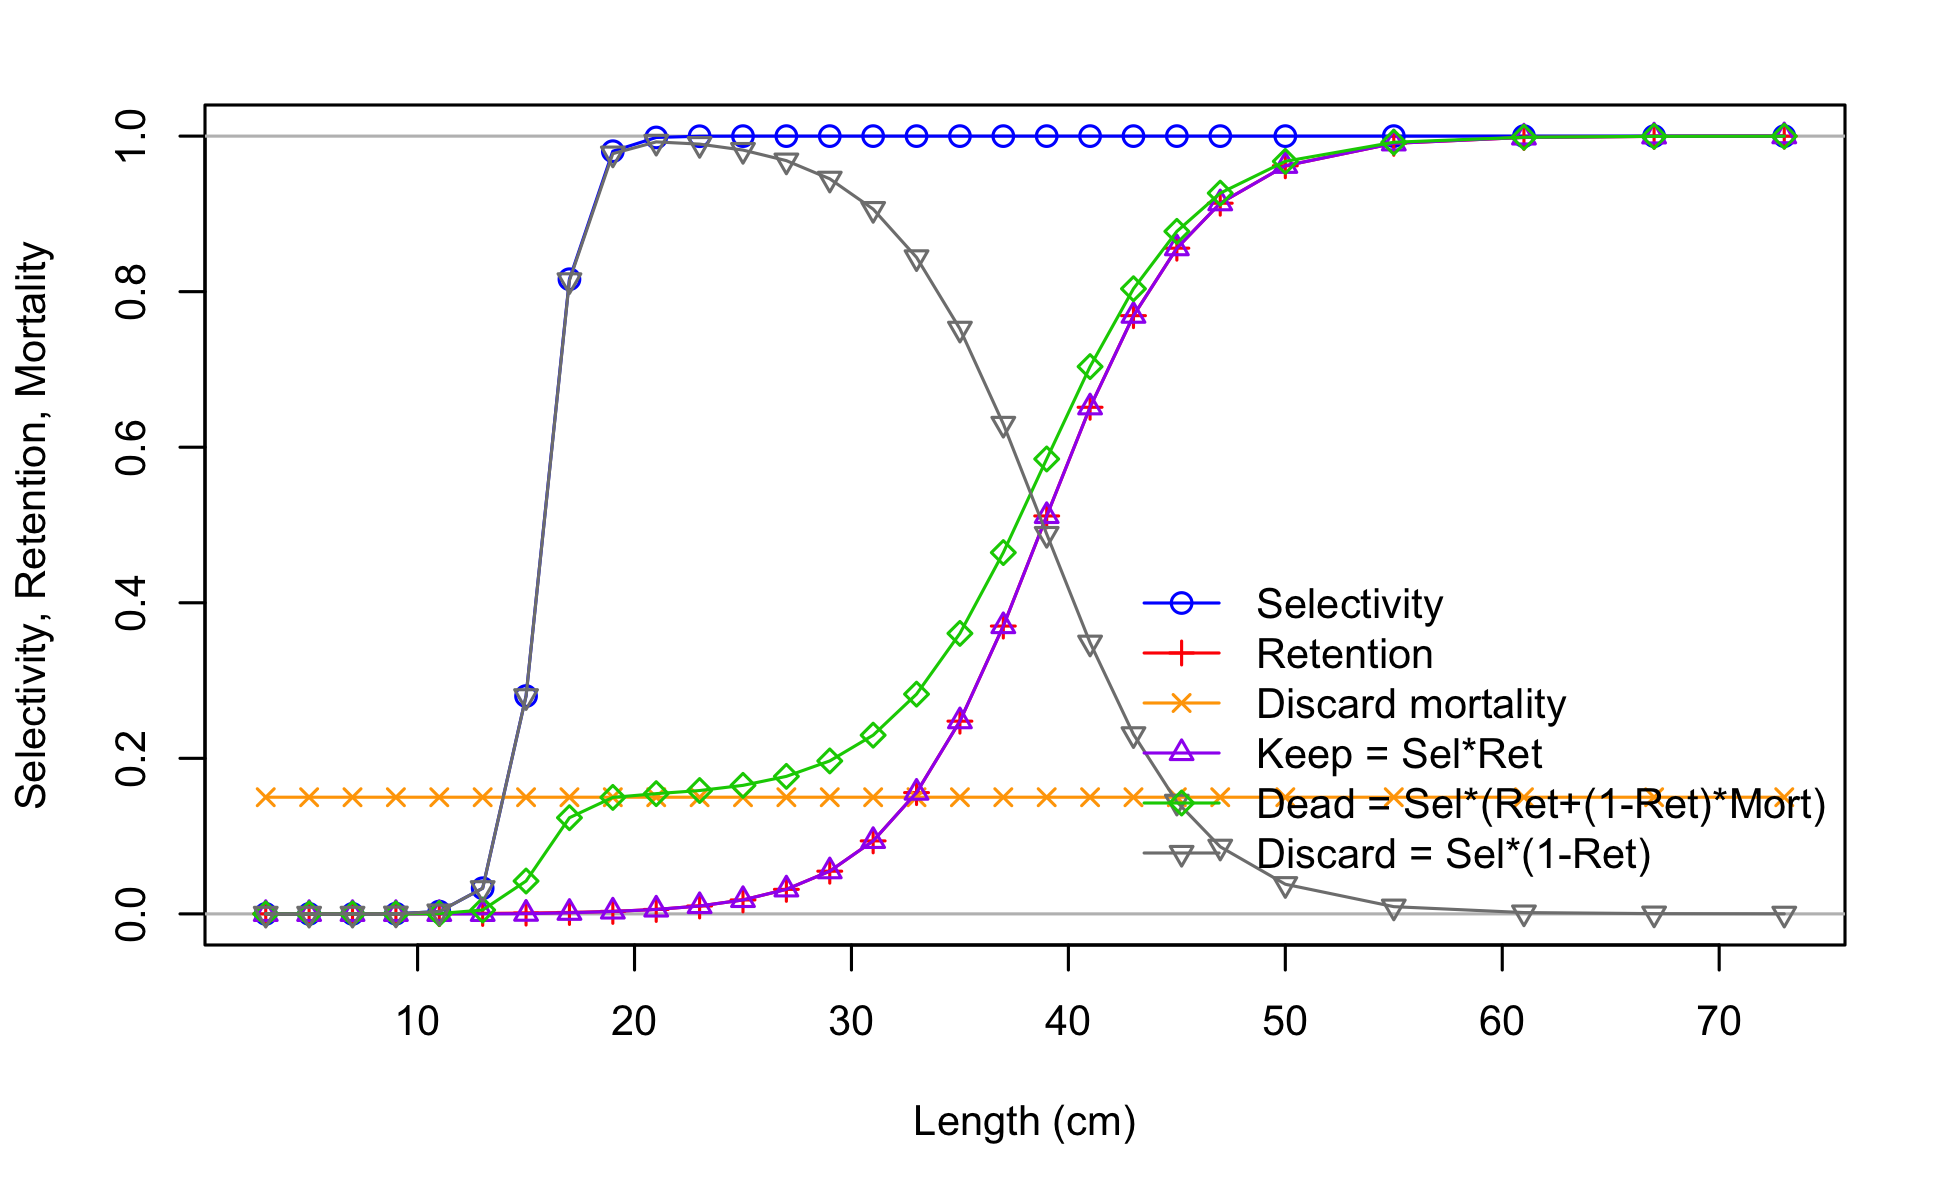 Selectivity, Retention, Mortality
1.0
0.8
0.6
0.4
0.2
0.0
Selectivity
Retention
Discard mortality
Keep = Sel*Ret
Dead = Sel*(Ret+(1-Ret)*Mort)
Discard = Sel*(1-Ret)
10 20 30 40 50 60 70
Length (cm)